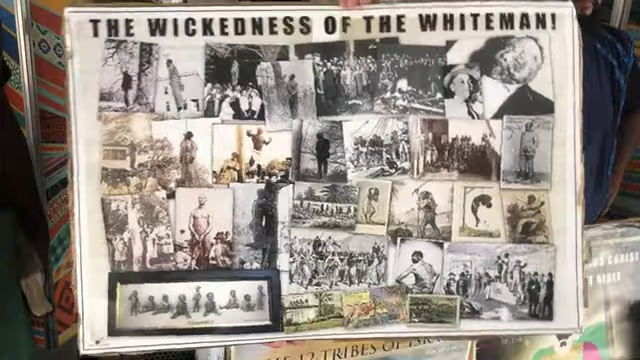 THE WICKEDNESS OF THE WHITEMAN!
12 TRIBES OF